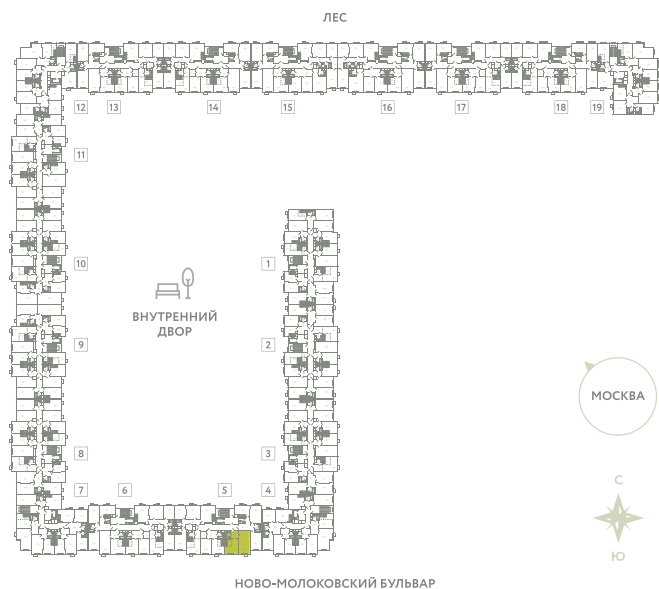 ЛЕС
12 13 14 15 16 17 18 19
11
10 1
ВНУТРЕННИЙ
ДВОР
9 2
МОСКВА
8 3
С
7 6 5 4
Ю
НОВО-МОЛОКОВСКИЙ БУЛЬВАР